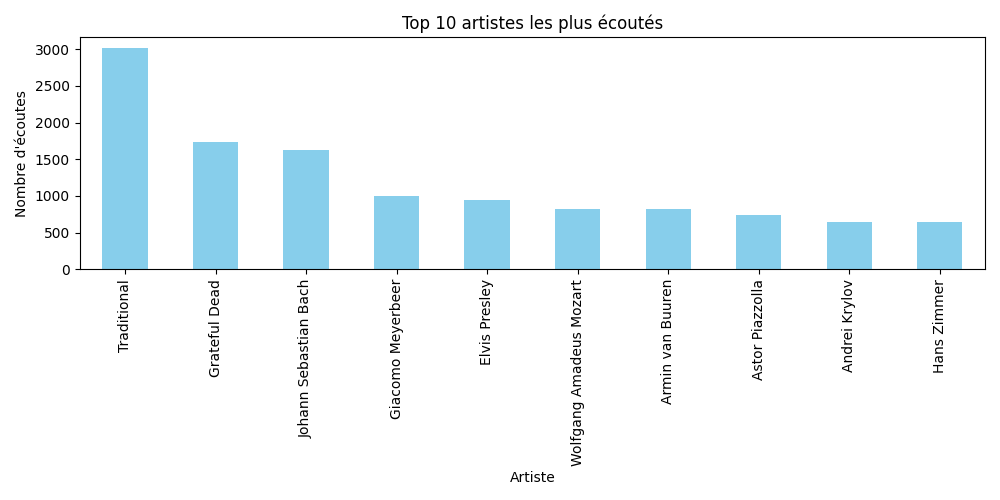 Top 10 artistes les plus écoutés
Nombre d'écoutes
3000
2500
2000
1500
1000
500
0
Traditional
Grateful Dead
Johann Sebastian Bach
Giacomo Meyerbeer
Elvis Presley
Wolfgang Amadeus Mozart
Armin van Buuren
Astor Piazzolla
Andrei Krylov
Hans Zimmer
Artiste